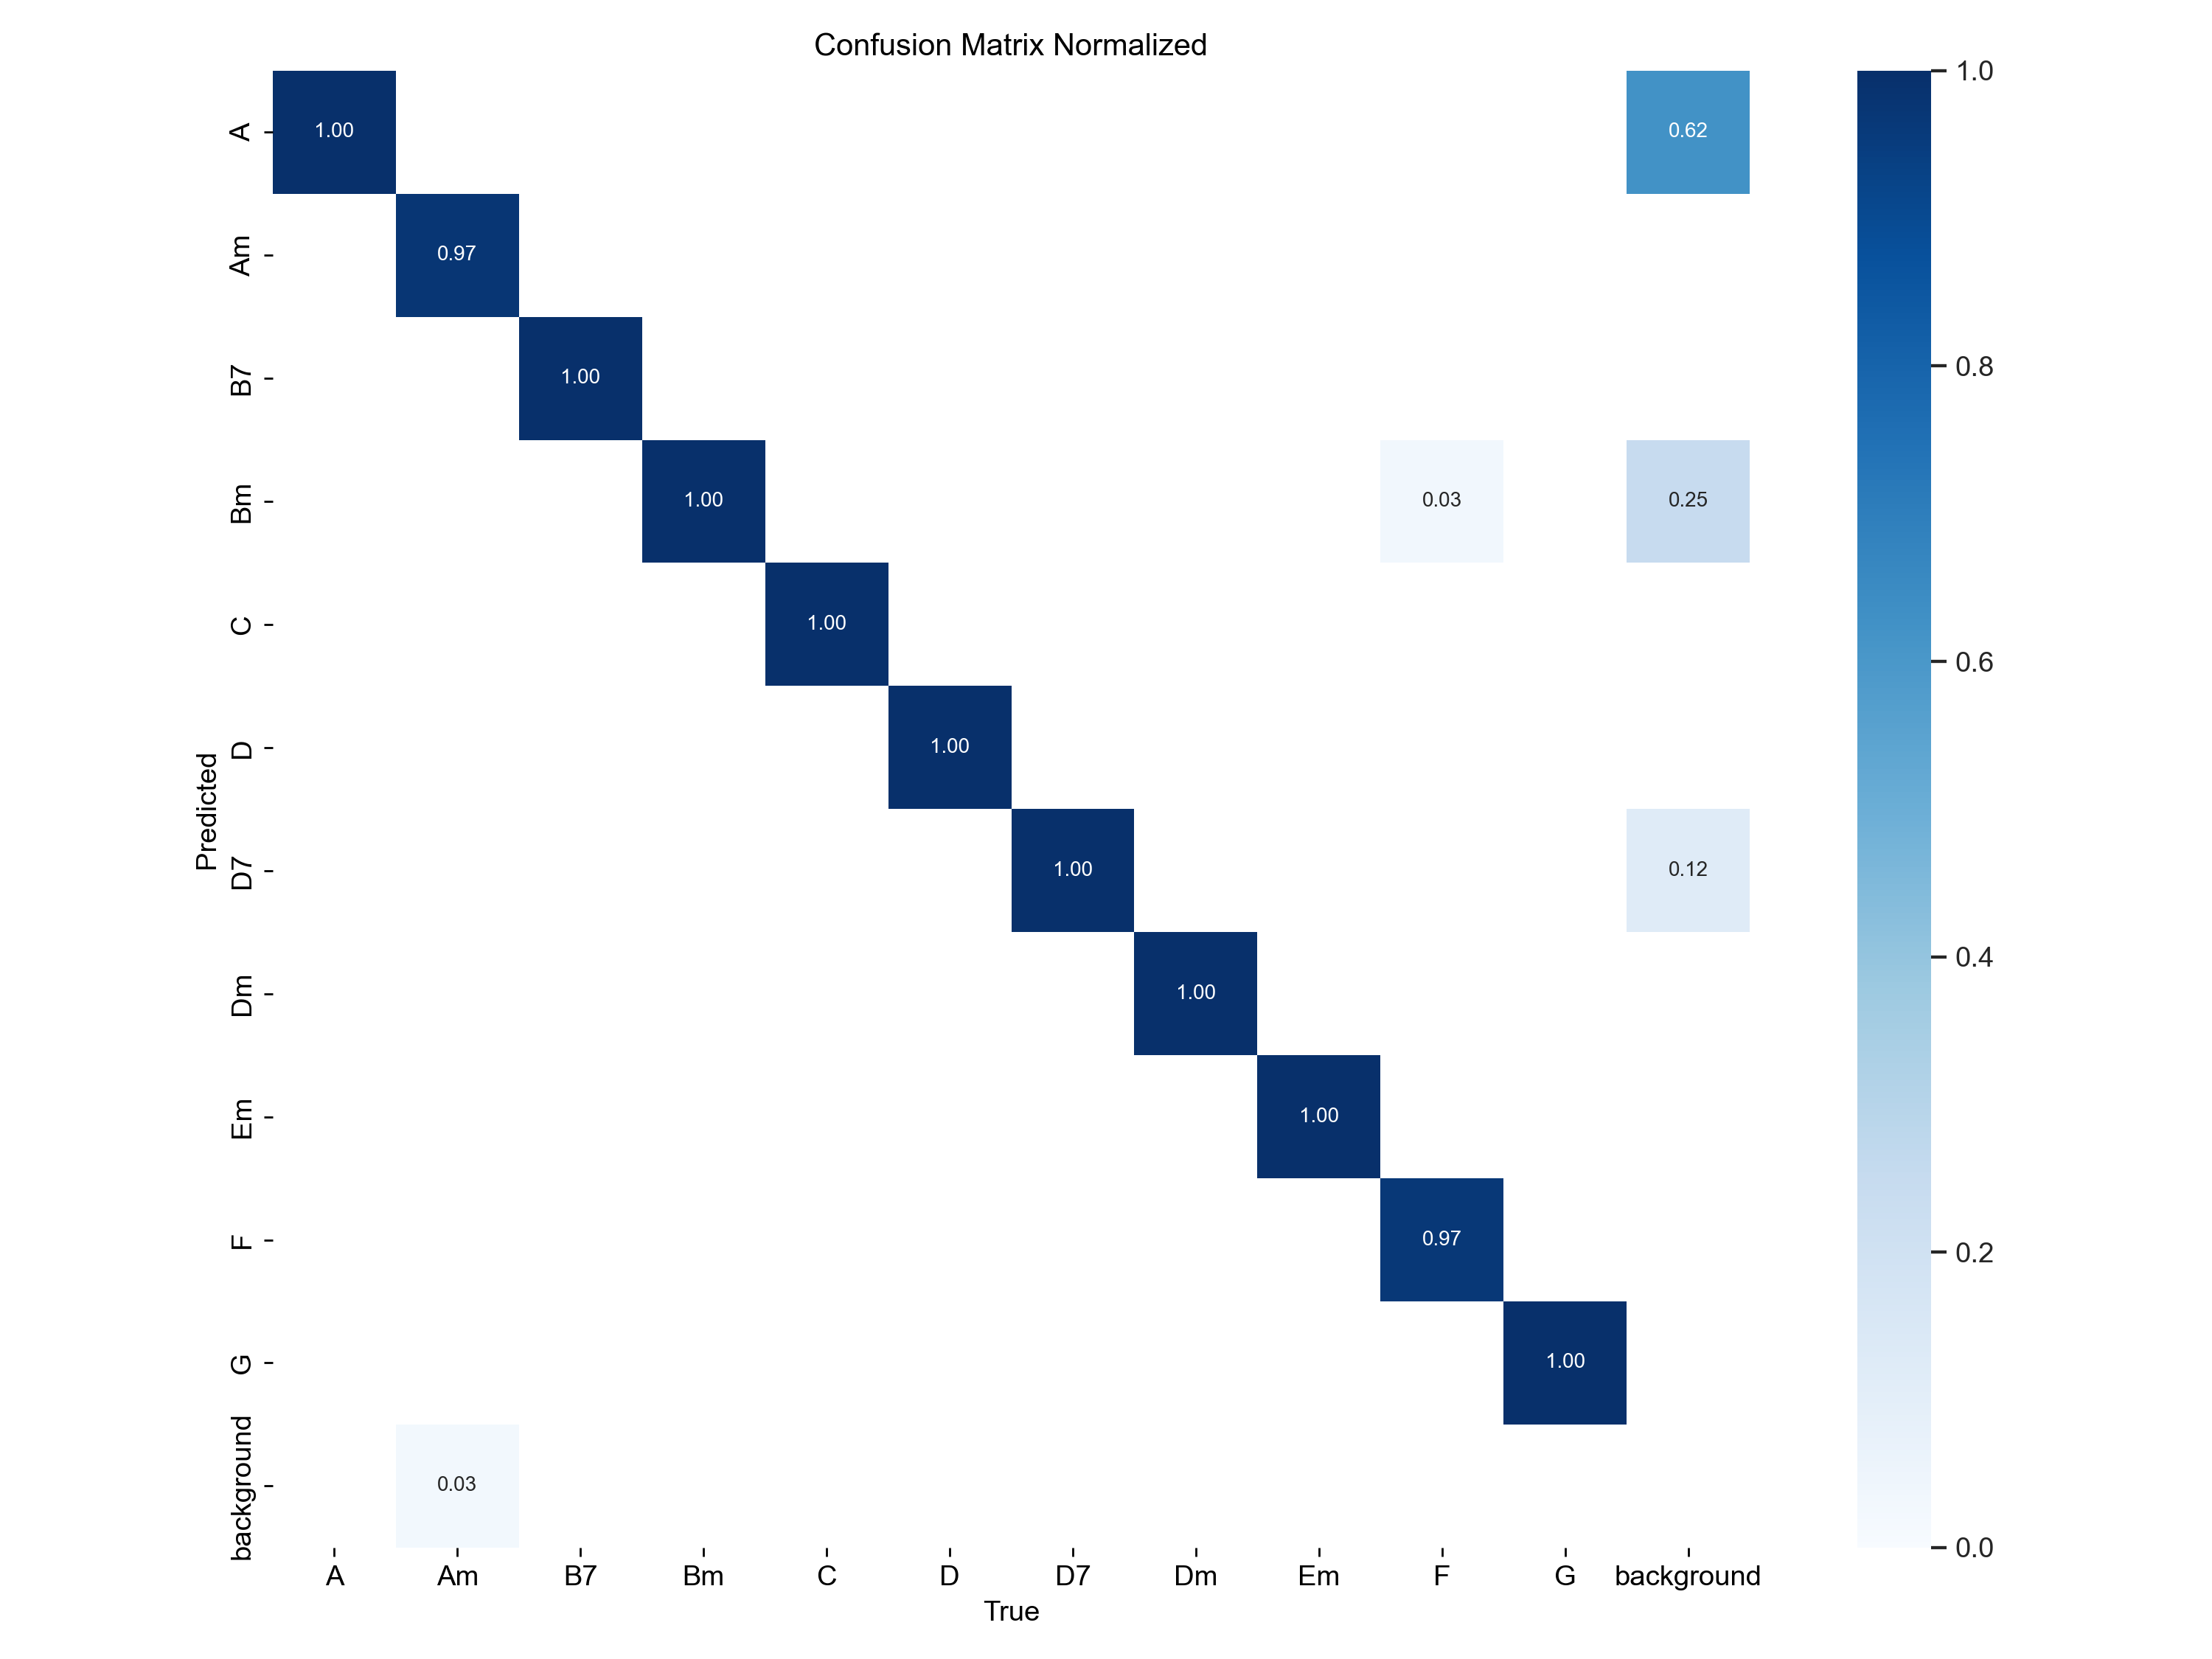 Confusion Matrix Normalized
A 1.00 0.62
Am 0.97
B7 1.00
Bm 1.00 0.03 0.25
C 1.00
D 1.00
D7 1.00 0.12
Dm 1.00
Em 1.00
F 0.97
G 1.00
background 0.03
A Am B7 Bm C D D7 Dm Em F G background
True
Predicted
1.0
0.8
0.6
0.4
0.2
0.0